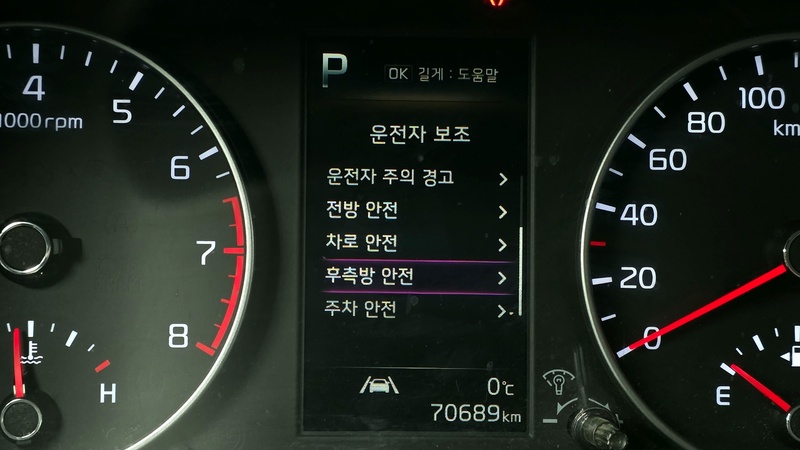 4
5
1000rpm
6
7
8
H
P
OK 길게 : 도움말
운전자 보조
운전자 주의 경고
전방 안전
차로 안전
후측방 안전
주차 안전
0℃
70689km
100
80
km
60
40
20
0
E